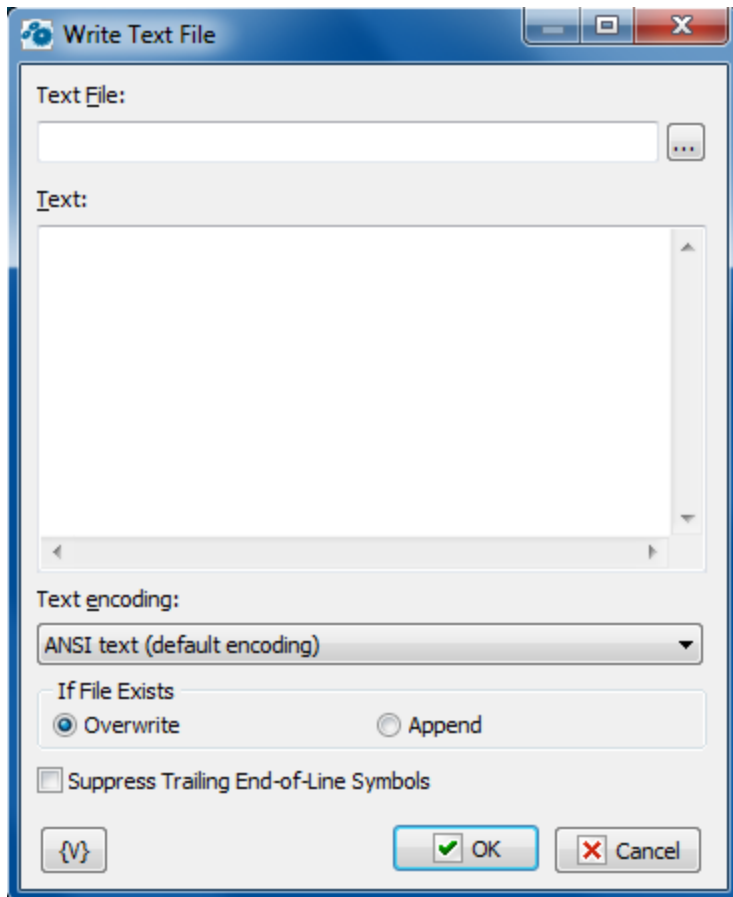 Write Text File
Text File:
...
Text:
Text encoding:
ANSI text (default encoding)
If File Exists
Overwrite Append
Suppress Trailing End-of-Line Symbols
{V} OK Cancel